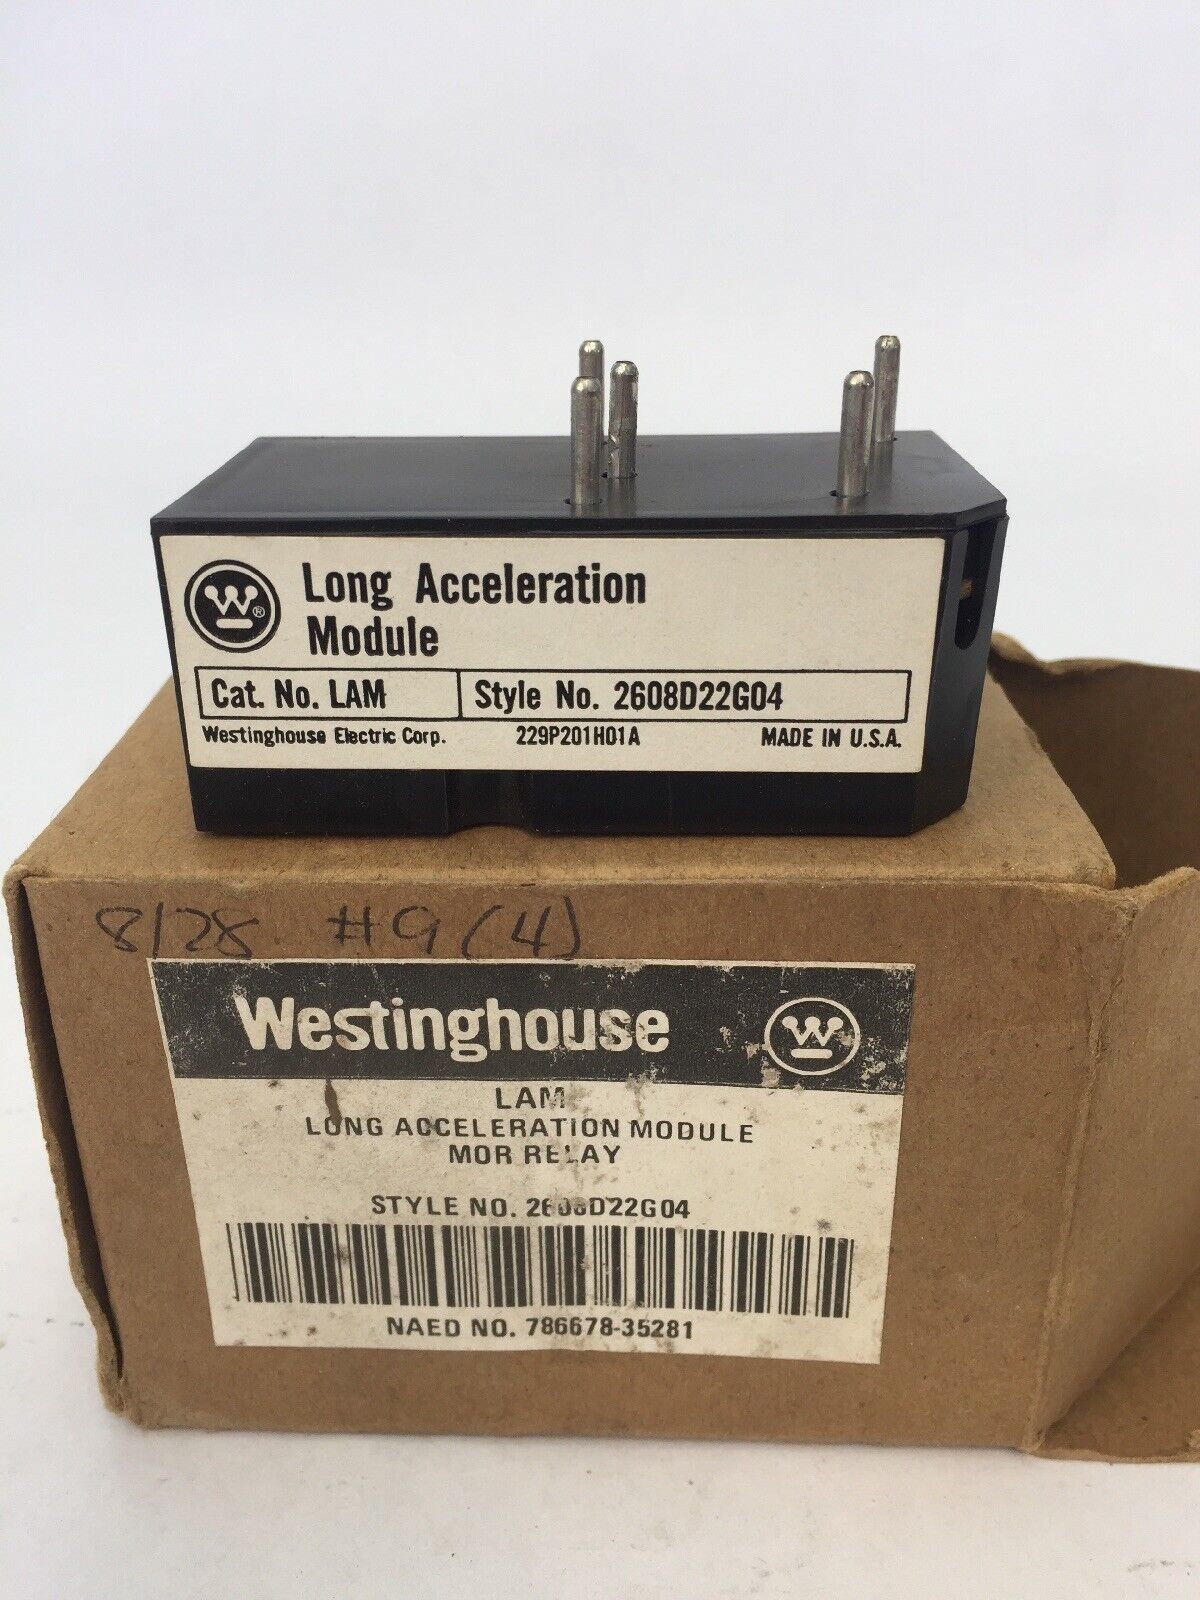 W ®
Long Acceleration
Module
Cat. No. LAM Style No. 2608D22G04
Westinghouse Electric Corp. 229P201H01A MADE IN U.S.A.
8/28 #9 (4)
Westinghouse W
LAM
LONG ACCELERATION MODULE
MOR RELAY
STYLE NO. 2608D22G04
NAED NO. 786678-35281